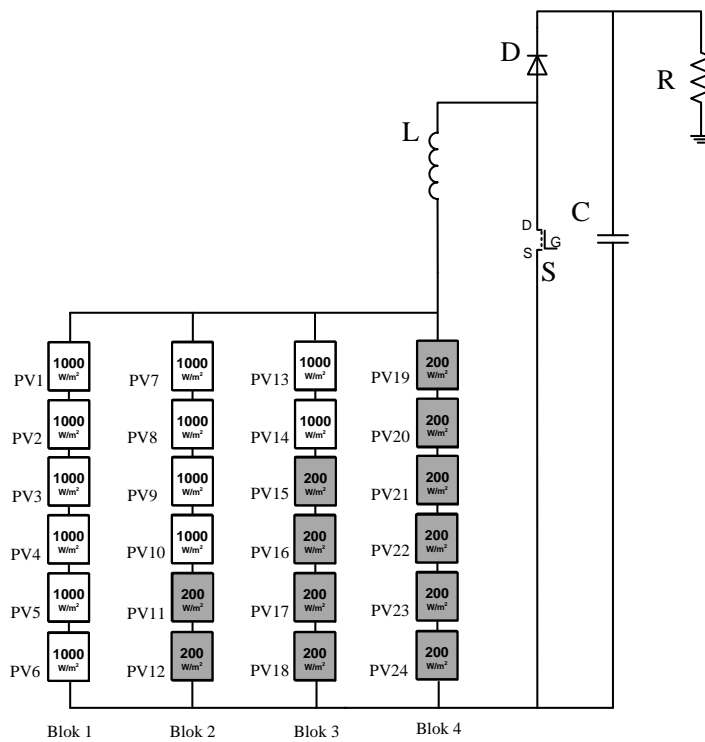 D
R
L
C
D
G
S
S
1000
W/m²
PV1
1000
W/m²
PV2
1000
W/m²
PV3
1000
W/m²
PV4
1000
W/m²
PV5
1000
W/m²
PV6
Blok 1
1000
W/m²
PV7
1000
W/m²
PV8
1000
W/m²
PV9
1000
W/m²
PV10
200
W/m²
PV11
200
W/m²
PV12
Blok 2
1000
W/m²
PV13
1000
W/m²
PV14
200
W/m²
PV15
200
W/m²
PV16
200
W/m²
PV17
200
W/m²
PV18
Blok 3
200
W/m²
PV19
200
W/m²
PV20
200
W/m²
PV21
200
W/m²
PV22
200
W/m²
PV23
200
W/m²
PV24
Blok 4